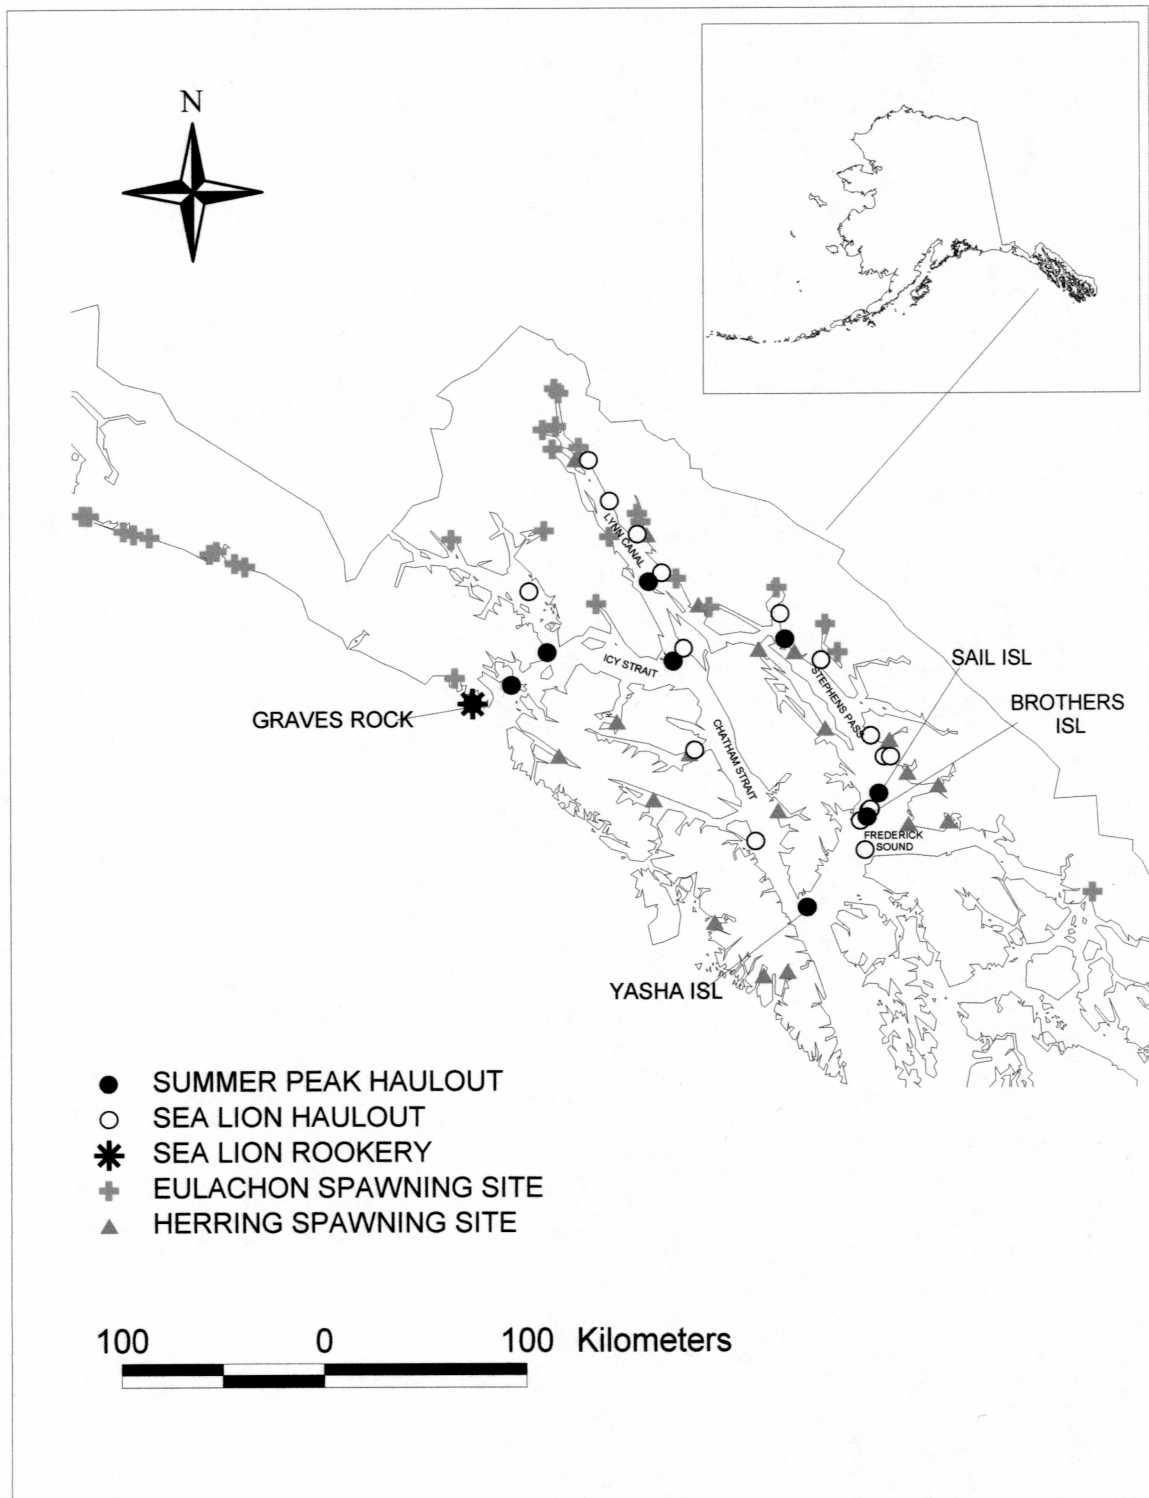 N
LYNN CANAL
ICY STRAIT
SAIL ISL
BROTHERS
ISL
STEPHENS PASS
GRAVES ROCK
CHATHAM STRAIT
FREDERICK
SOUND
YASHA ISL
SUMMER PEAK HAULOUT
SEA LION HAULOUT
SEA LION ROOKERY
EULACHON SPAWNING SITE
HERRING SPAWNING SITE
100 0 100 Kilometers